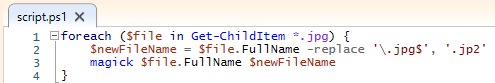 script.ps1 X
1 foreach ($file in Get-ChildItem *.jpg) {
2 $newFileName = $file.FullName -replace '\.jpg$', '.jp2'
3 magick $file.FullName $newFileName
4 }